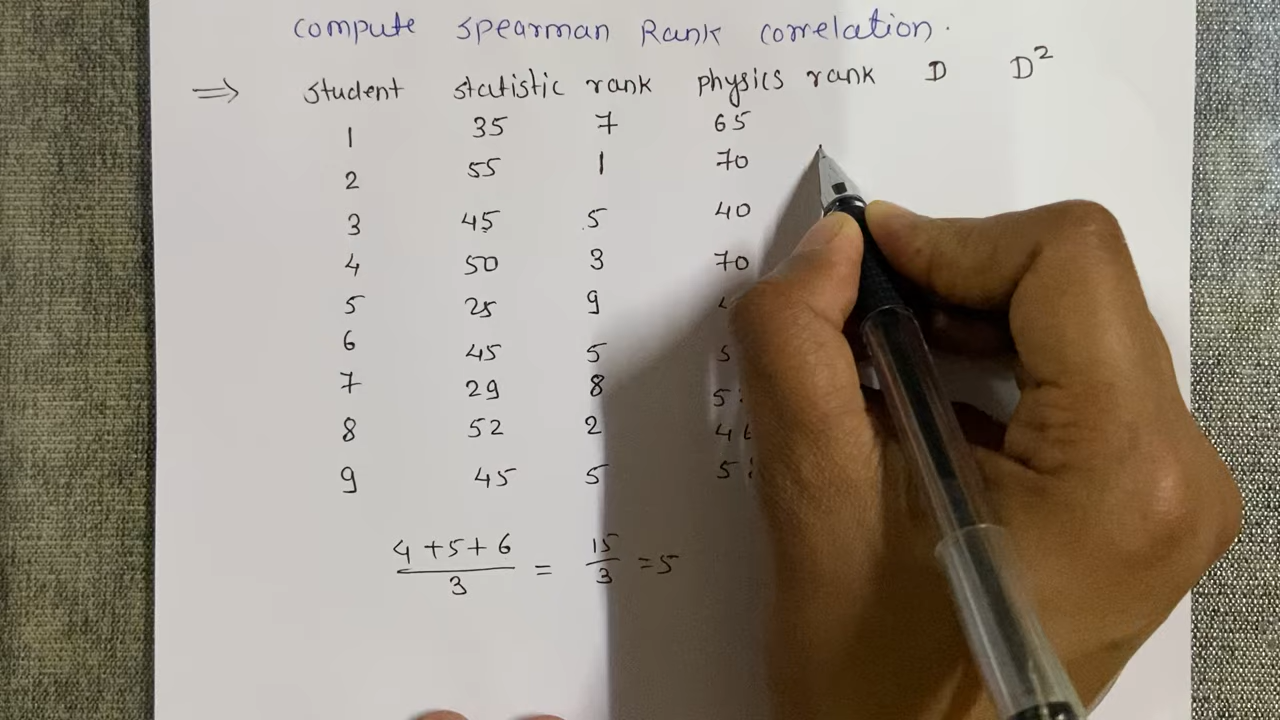 compute spearman Rank correlation.
⇒ student statistic rank physics rank D D²
1 35 7 65
2 55 1 70
3 45 5 40
4 50 3 70
5 25 9
6 45 5
7 29 8
8 52 2
9 45 5
4+5+6/3 = 15/3 = 5